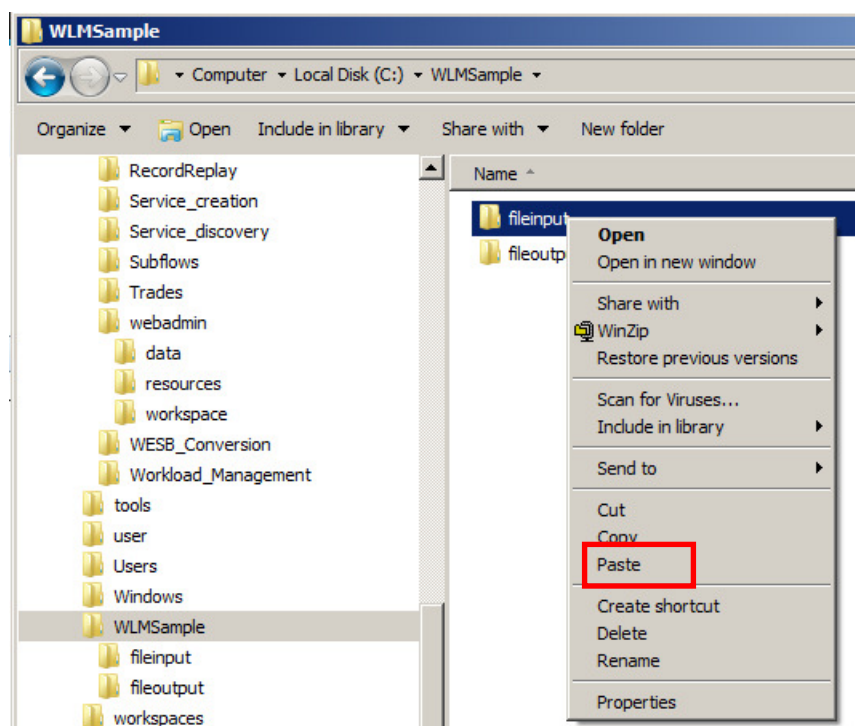 WLMSample
Computer Local Disk (C:) WLMSample
Organize Open Include in library Share with New folder
RecordReplay
Service_creation
Service_discovery
Subflows
Trades
webadmin
data
resources
workspace
WESB_Conversion
Workload_Management
tools
user
Users
Windows
WLMSample
fileinput
fileoutput
workspaces
Name
fileinput
fileoutp
Open
Open in new window
Share with
WinZip
Restore previous versions
Scan for Viruses...
Include in library
Send to
Cut
Copy
Paste
Create shortcut
Delete
Rename
Properties